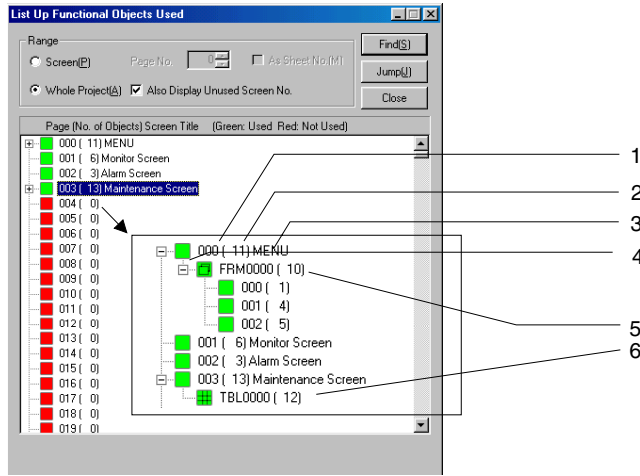 List Up Functional Objects Used
Range
Screen(P) Page No. 0 As Sheet No.(M)
Whole Project(A) Also Display Unused Screen No.
Find(S)
Jump(J)
Close
Page (No. of Objects) Screen Title (Green: Used Red: Not Used)
000 ( 11) MENU
001 ( 6) Monitor Screen
002 ( 3) Alarm Screen
003 ( 13) Maintenance Screen
004 ( 0)
005 ( 0)
006 ( 0)
007 ( 0)
008 ( 0)
009 ( 0)
010 ( 0)
011 ( 0)
012 ( 0)
013 ( 0)
014 ( 0)
015 ( 0)
016 ( 0)
017 ( 0)
018 ( 0)
019 ( 0)
000 ( 11) MENU
FRM0000 ( 10)
000 ( 1)
001 ( 4)
002 ( 5)
001 ( 6) Monitor Screen
002 ( 3) Alarm Screen
003 ( 13) Maintenance Screen
TBL0000 ( 12)
1
2
3
4
5
6